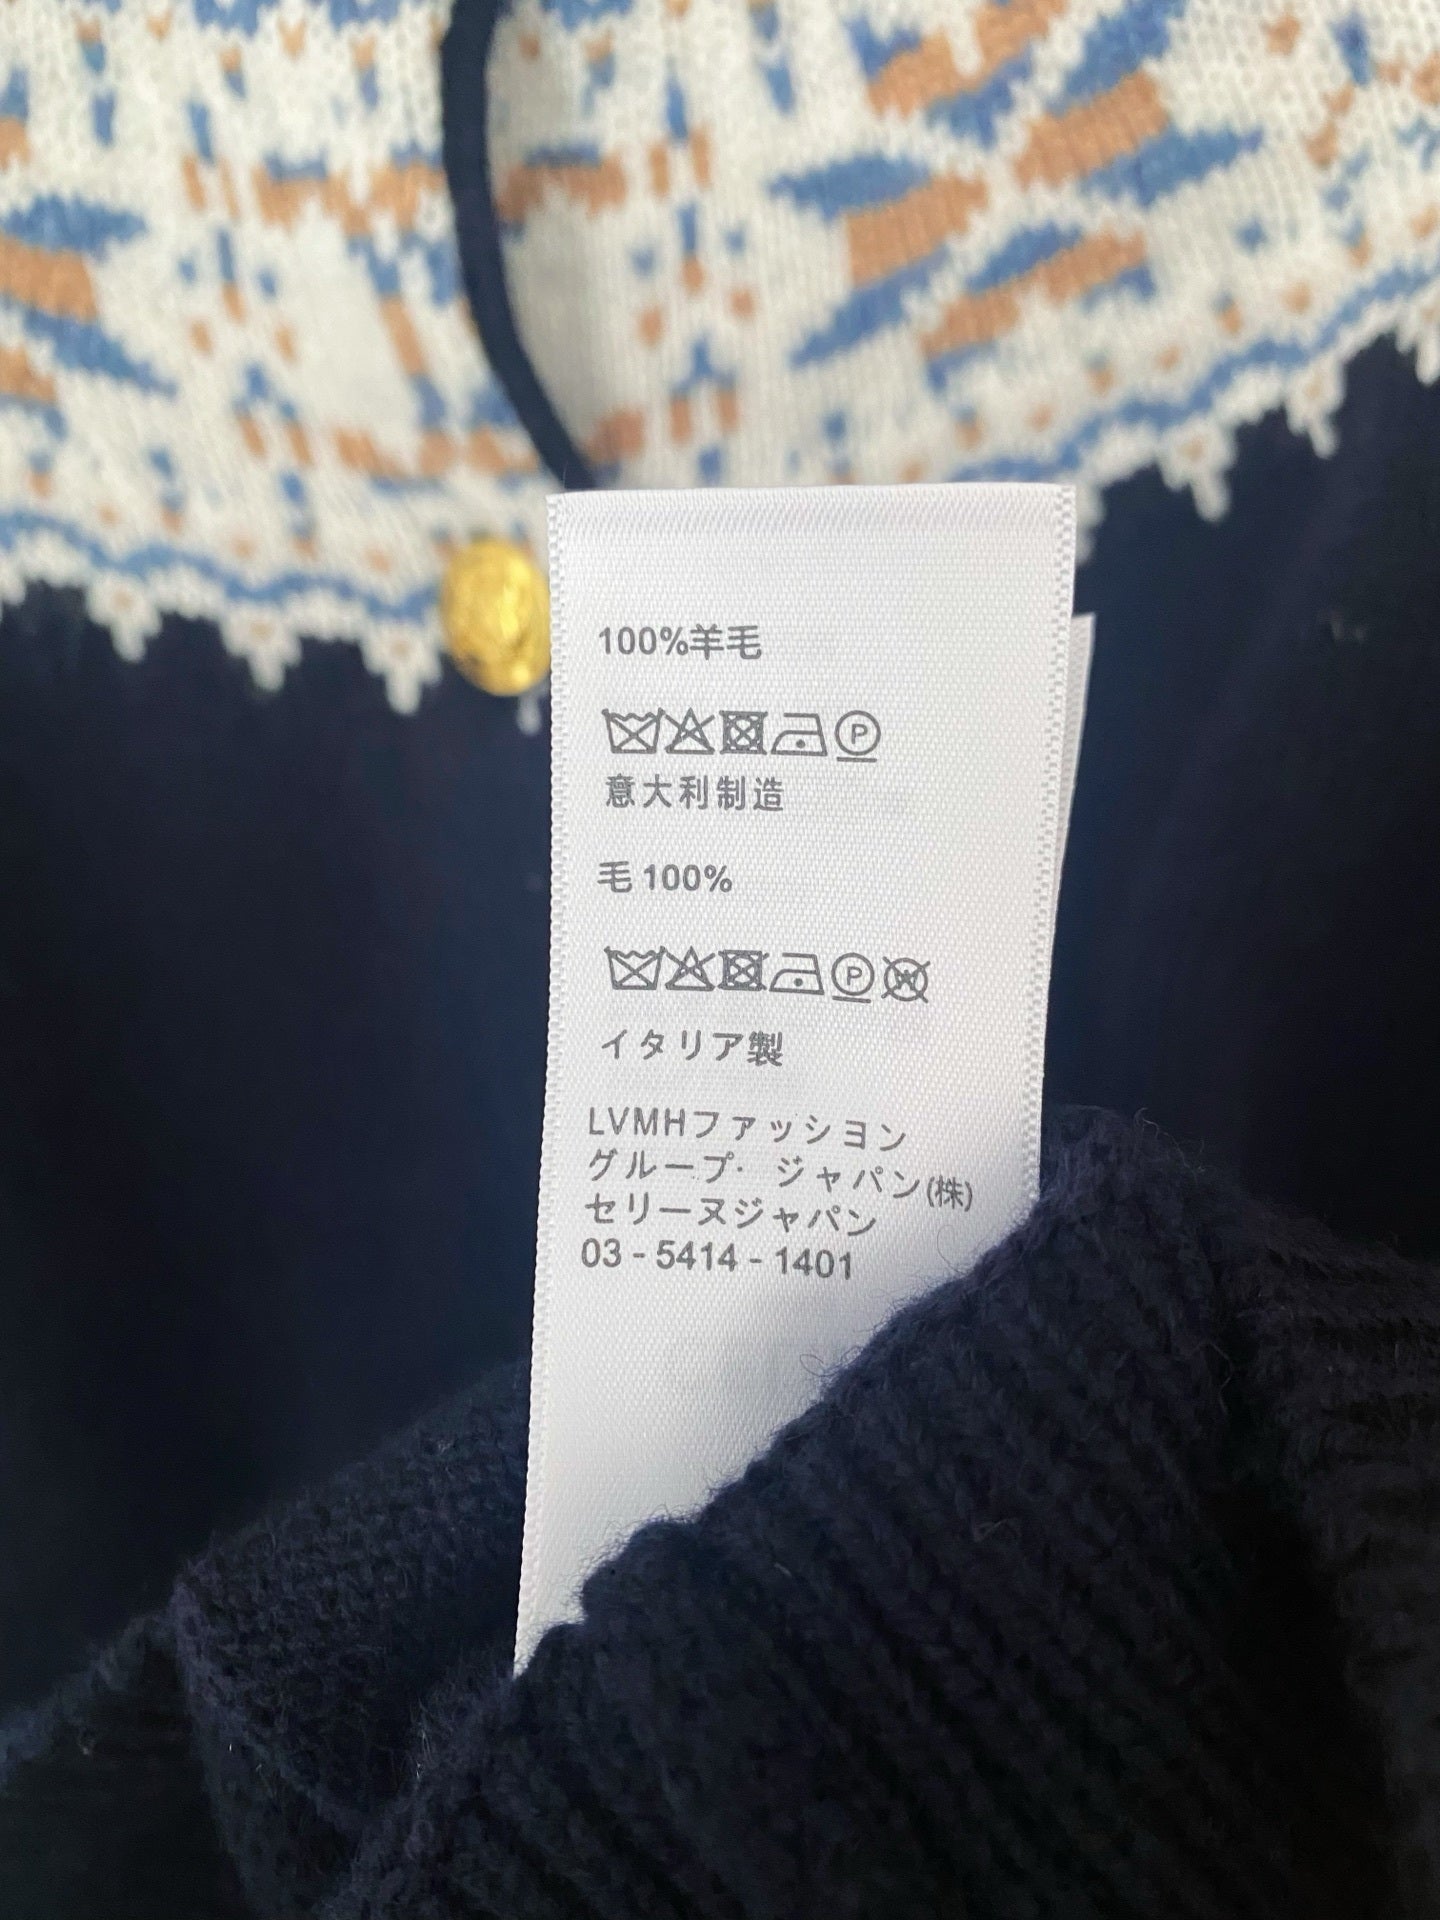 100%羊毛
P
意大利制造
毛 100%
P W
イタリア製
LVMHファッション
グループ· ジャパン(株)
セリーヌジャパン
03 - 5414 - 1401